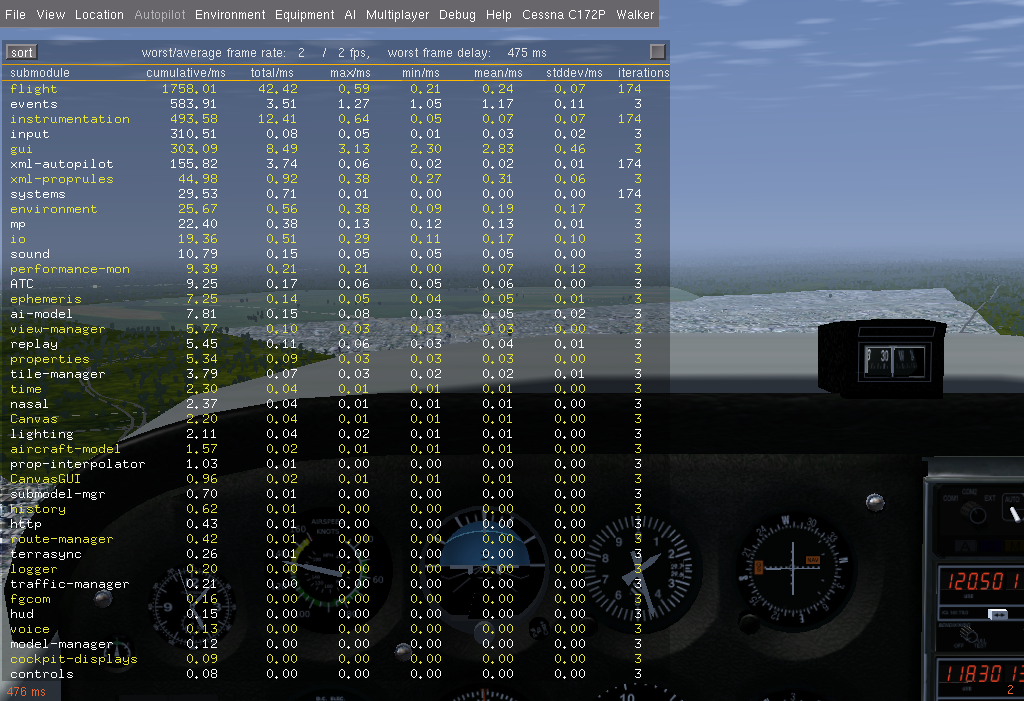 File View Location Autopilot Environment Equipment AI Multiplayer Debug Help Cessna C172P Walker
sort worst/average frame rate: 2 / 2 fps, worst frame delay: 475 ms
submodule cumulative/ms total/ms max/ms min/ms mean/ms stddev/ms iterations
flight 1758.01 42.42 0.59 0.21 0.24 0.07 174
events 583.91 3.51 1.27 1.05 1.17 0.11 3
instrumentation 493.58 12.41 0.64 0.05 0.07 0.07 174
input 310.51 0.08 0.05 0.01 0.03 0.02 3
gui 303.09 8.49 3.13 2.30 2.83 0.46 3
xml-autopilot 155.82 3.74 0.06 0.02 0.02 0.01 174
xml-proprules 44.98 0.92 0.38 0.27 0.31 0.06 3
systems 29.53 0.71 0.01 0.00 0.00 0.00 174
environment 25.67 0.56 0.38 0.09 0.19 0.17 3
mp 22.40 0.38 0.13 0.12 0.13 0.01 3
io 19.36 0.51 0.29 0.11 0.17 0.10 3
sound 10.79 0.15 0.05 0.05 0.05 0.00 3
performance-mon 9.39 0.21 0.21 0.00 0.07 0.12 3
ATC 9.25 0.17 0.06 0.05 0.06 0.00 3
ephemeris 7.25 0.14 0.05 0.04 0.05 0.01 3
ai-model 7.81 0.15 0.08 0.03 0.05 0.02 3
view-manager 5.77 0.10 0.03 0.03 0.03 0.00 3
replay 5.45 0.11 0.06 0.03 0.04 0.01 3
properties 5.34 0.09 0.03 0.03 0.03 0.00 3
tile-manager 3.79 0.07 0.03 0.02 0.02 0.01 3
time 2.30 0.04 0.01 0.01 0.01 0.00 3
nasal 2.37 0.04 0.01 0.01 0.01 0.00 3
Canvas 2.20 0.04 0.01 0.01 0.01 0.00 3
lighting 2.11 0.04 0.02 0.01 0.01 0.00 3
aircraft-model 1.57 0.02 0.01 0.01 0.01 0.00 3
prop-interpolator 1.03 0.01 0.00 0.00 0.00 0.00 3
CanvasGUI 0.96 0.02 0.01 0.01 0.01 0.00 3
submodel-mgr 0.70 0.01 0.00 0.00 0.00 0.00 3
history 0.62 0.01 0.00 0.00 0.00 0.00 3
http 0.43 0.01 0.00 0.00 0.00 0.00 3
route-manager 0.42 0.01 0.00 0.00 0.00 0.00 3
terrasync 0.26 0.01 0.00 0.00 0.00 0.00 3
logger 0.20 0.00 0.00 0.00 0.00 0.00 3
traffic-manager 0.21 0.00 0.00 0.00 0.00 0.00 3
fgcom 0.16 0.00 0.00 0.00 0.00 0.00 3
hud 0.15 0.00 0.00 0.00 0.00 0.00 3
voice 0.13 0.00 0.00 0.00 0.00 0.00 3
model-manager 0.12 0.00 0.00 0.00 0.00 0.00 3
cockpit-displays 0.09 0.00 0.00 0.00 0.00 0.00 3
controls 0.08 0.00 0.00 0.00 0.00 0.00 3
476 ms
30 W
120.50
118.30
2